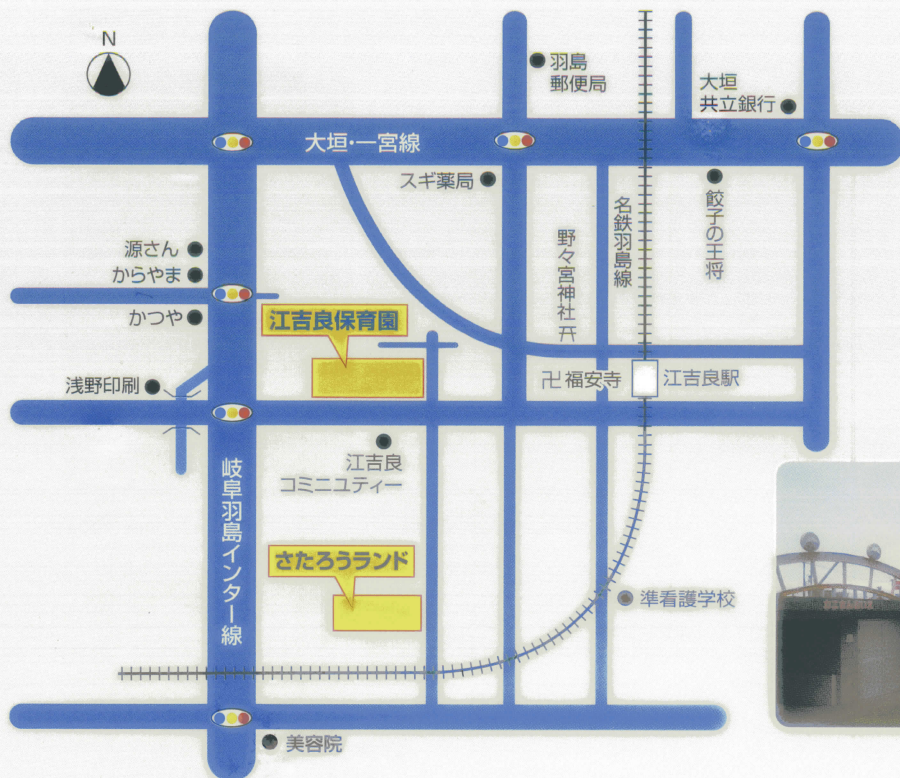 N
羽島
郵便局
大垣
共立銀行
大垣・一宮線
スギ薬局
名鉄羽島線
餃子の王将
野々宮神社
源さん
からやま
かつや
江吉良保育園
浅野印刷
卍福安寺
江吉良駅
江吉良
コミニユティー
岐阜羽島インター線
さたろうランド
準看護学校
美容院